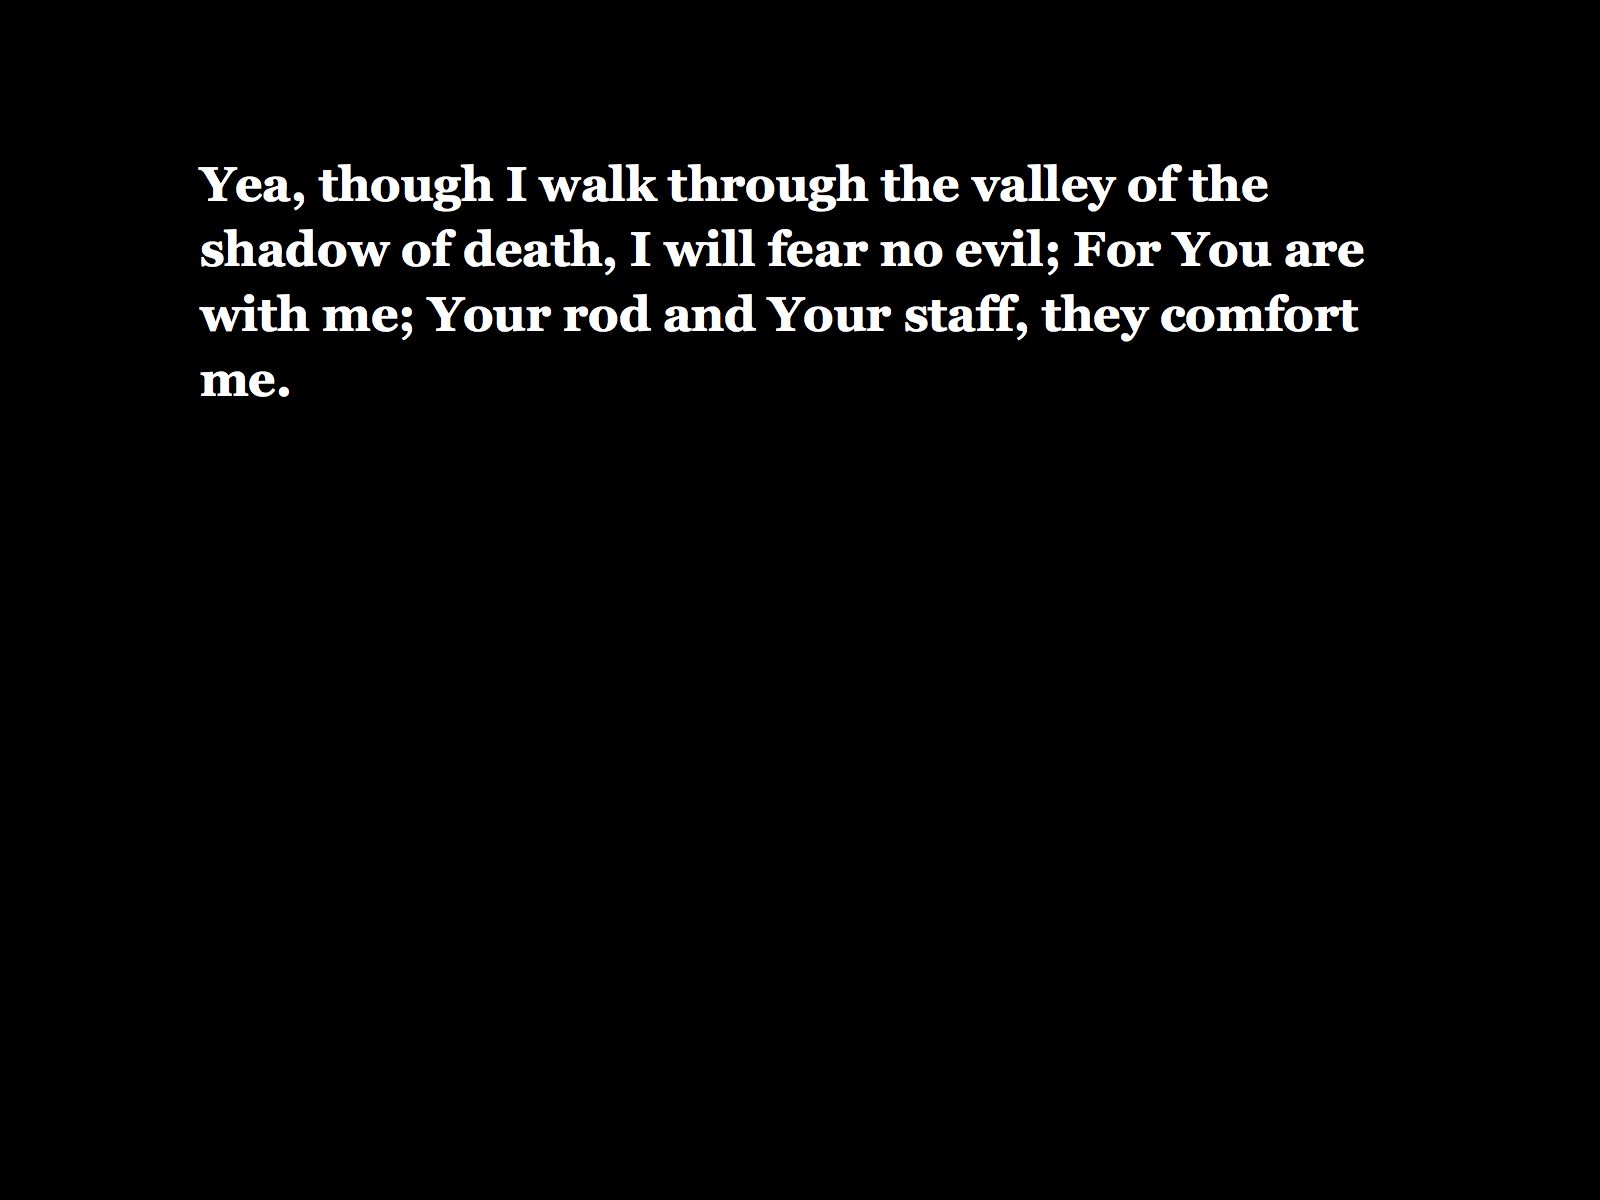 Yea, though I walk through the valley of the
shadow of death, I will fear no evil; For You are
with me; Your rod and Your staff, they comfort
me.